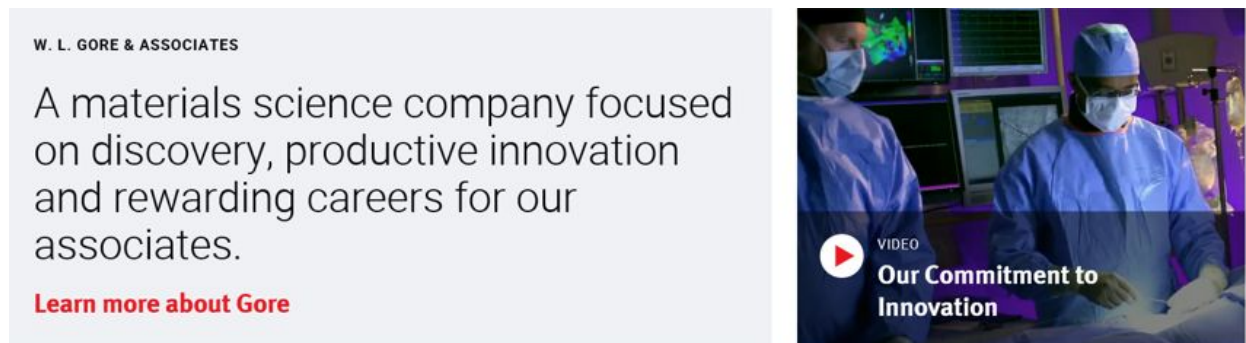 W. L. GORE & ASSOCIATES
A materials science company focused
on discovery, productive innovation
and rewarding careers for our
associates.
Learn more about Gore
VIDEO
Our Commitment to
Innovation